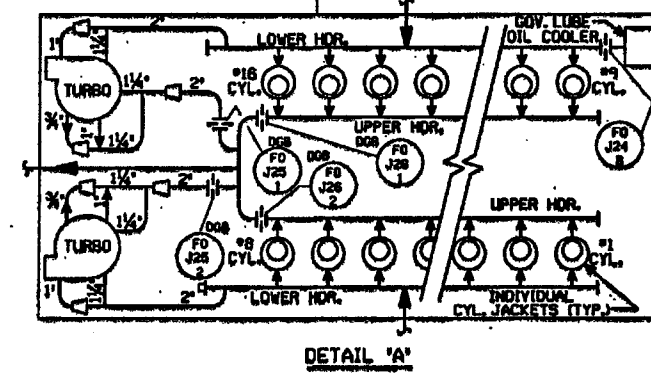 GOV. LUBE
OIL COOLER
2"
1"
1¼"
LOWER HDR.
TURBO
1¼"
2"
#16
CYL.
#9
CYL.
¾"
1"
1¼"
UPPER HDR.
DGB
FO
J25
1
DGB
FO
J26
2
DGB
FO
J26
1
FO
J24
B
1¼"
2"
¾"
1"
1¼"
UPPER HDR.
TURBO
DGB
FO
J25
2
#8
CYL.
#1
CYL.
1"
1¼"
2"
LOWER HDR.
INDIVIDUAL
CYL. JACKETS (TYP.)
DETAIL "A"